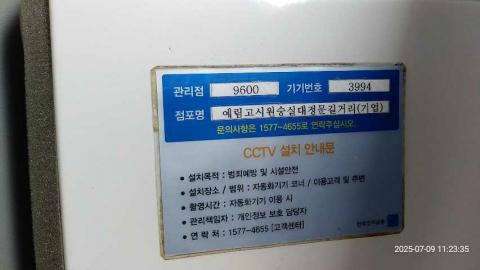 관리점 9600 기기번호 3994
점포명 예림고시원숭실대정문길거리(기업)
문의사항은 1577-4655로 연락주십시오.
CCTV 설치 안내문
• 설치목적 : 범죄예방 및 시설안전
• 설치장소 / 범위 : 자동화기기 코너 / 이용고객 및 주변
• 촬영시간 : 자동화기기 이용 시
• 관리책임자 : 개인정보 보호 담당자
• 연 락 처 : 1577-4655 [고객센터]
2025-07-09 11:23:35